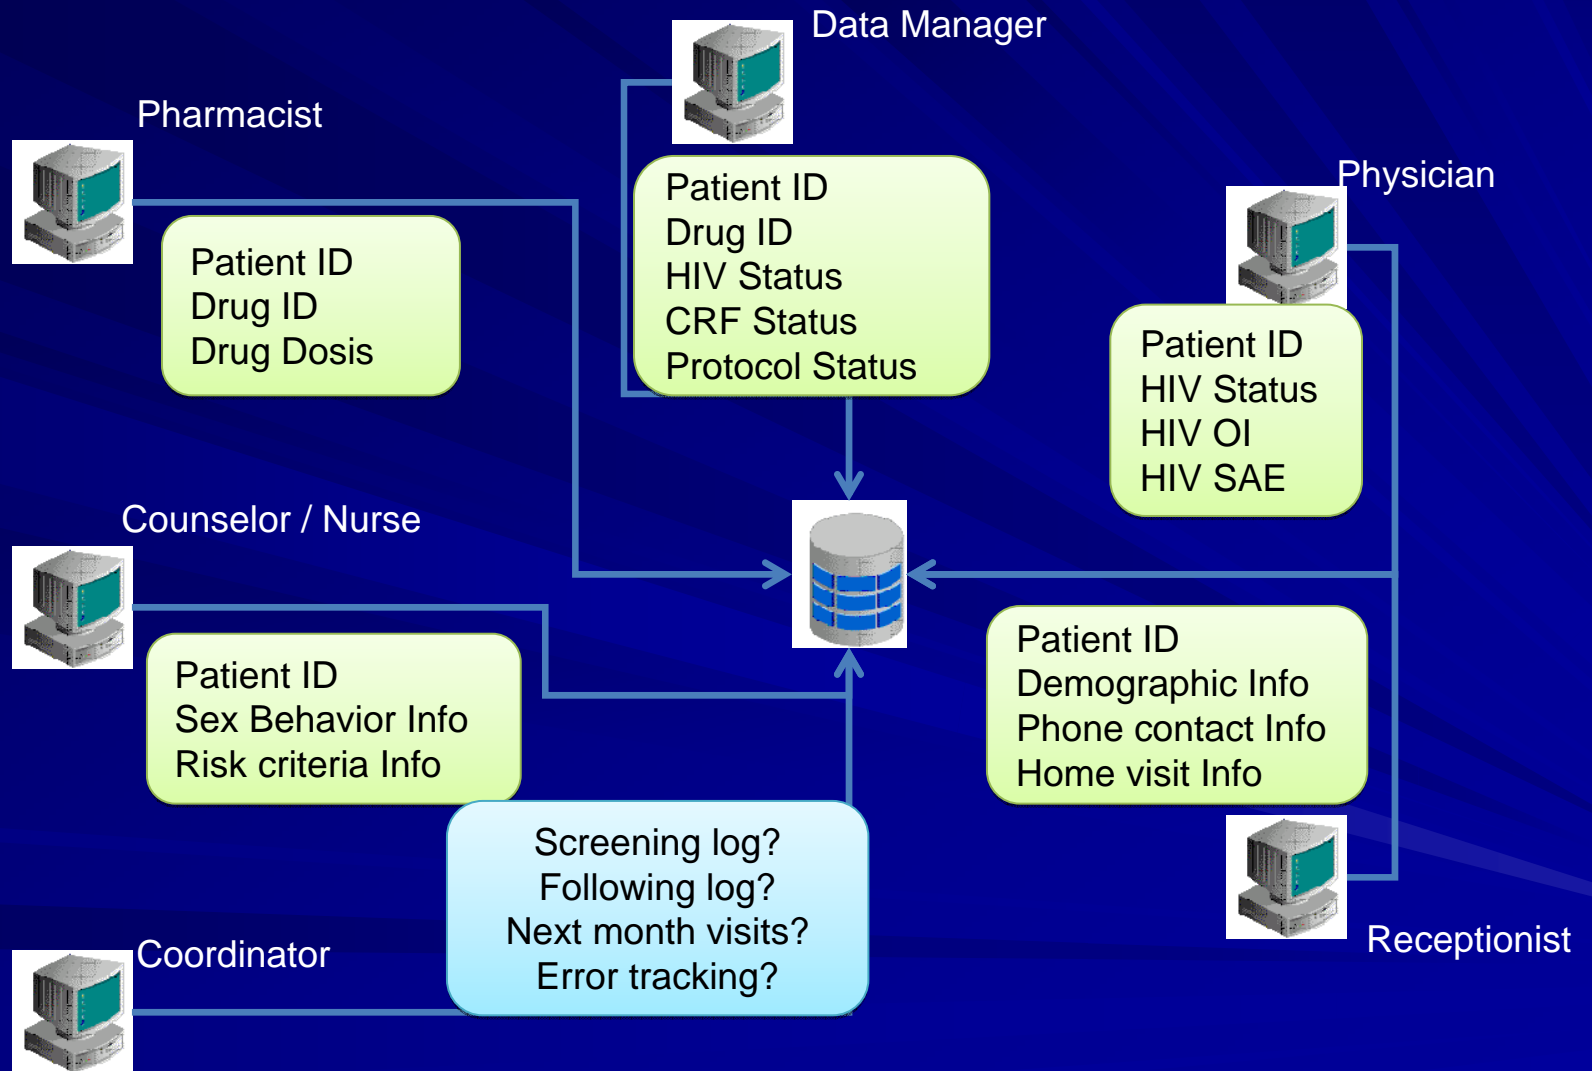 Data Manager
Pharmacist
Patient ID
Drug ID
HIV Status
CRF Status
Protocol Status
Physician
Patient ID
Drug ID
Drug Dosis
Patient ID
HIV Status
HIV OI
HIV SAE
Counselor / Nurse
Patient ID
Sex Behavior Info
Risk criteria Info
Patient ID
Demographic Info
Phone contact Info
Home visit Info
Screening log?
Following log?
Next month visits?
Error tracking?
Coordinator
Receptionist